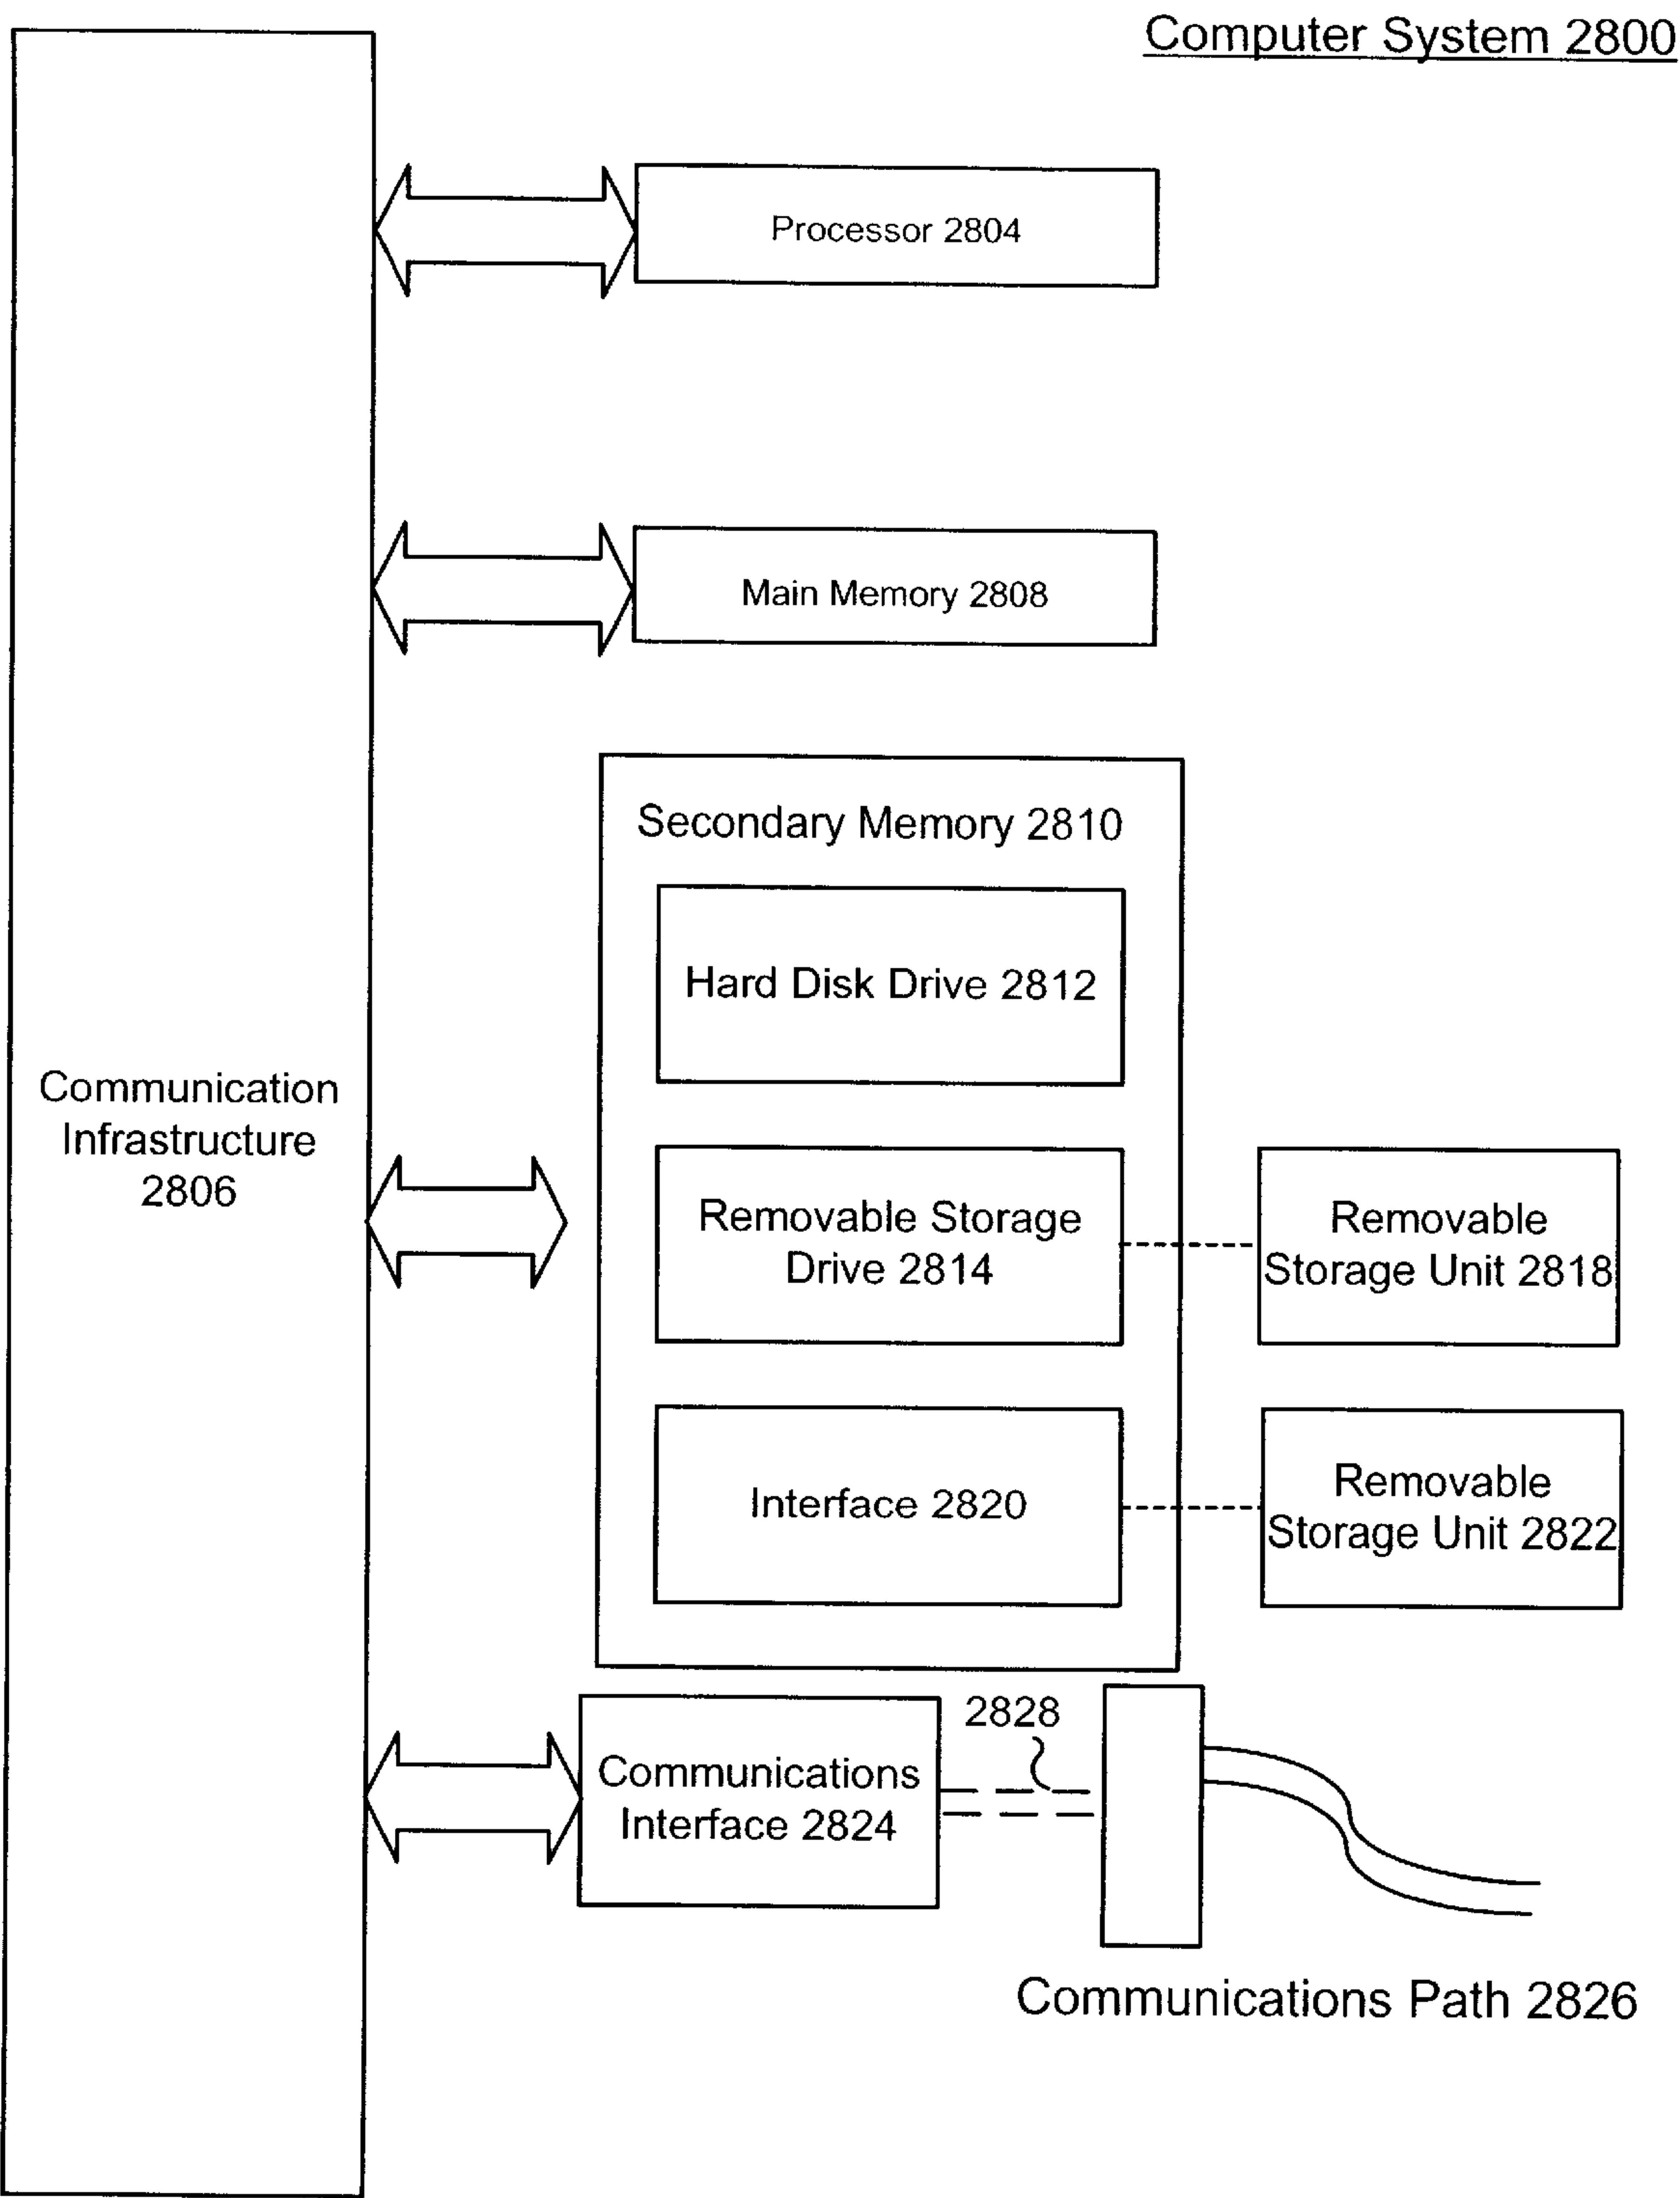 Computer System 2800
Processor 2804
Main Memory 2808
Secondary Memory 2810
Hard Disk Drive 2812
Communication
Infrastructure
2806
Removable Storage
Drive 2814
Removable
Storage Unit 2818
Interface 2820
Removable
Storage Unit 2822
2828
Communications
Interface 2824
Communications Path 2826